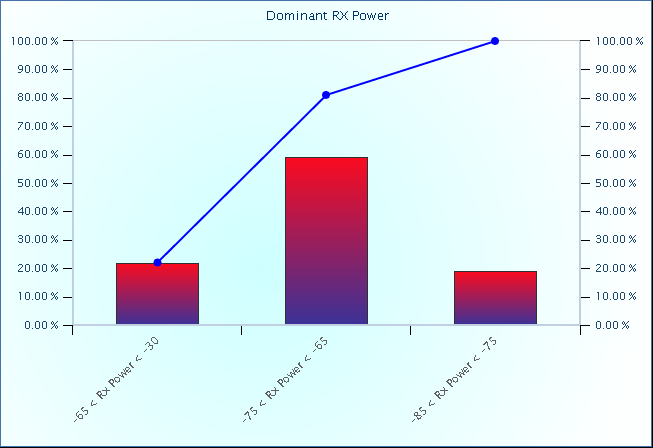 Dominant RX Power
100.00 % 100.00 %
90.00 % 90.00 %
80.00 % 80.00 %
70.00 % 70.00 %
60.00 % 60.00 %
50.00 % 50.00 %
40.00 % 40.00 %
30.00 % 30.00 %
20.00 % 20.00 %
10.00 % 10.00 %
0.00 % 0.00 %
-65 < Rx Power < -30
-75 < Rx Power < -65
-85 < Rx Power < -75